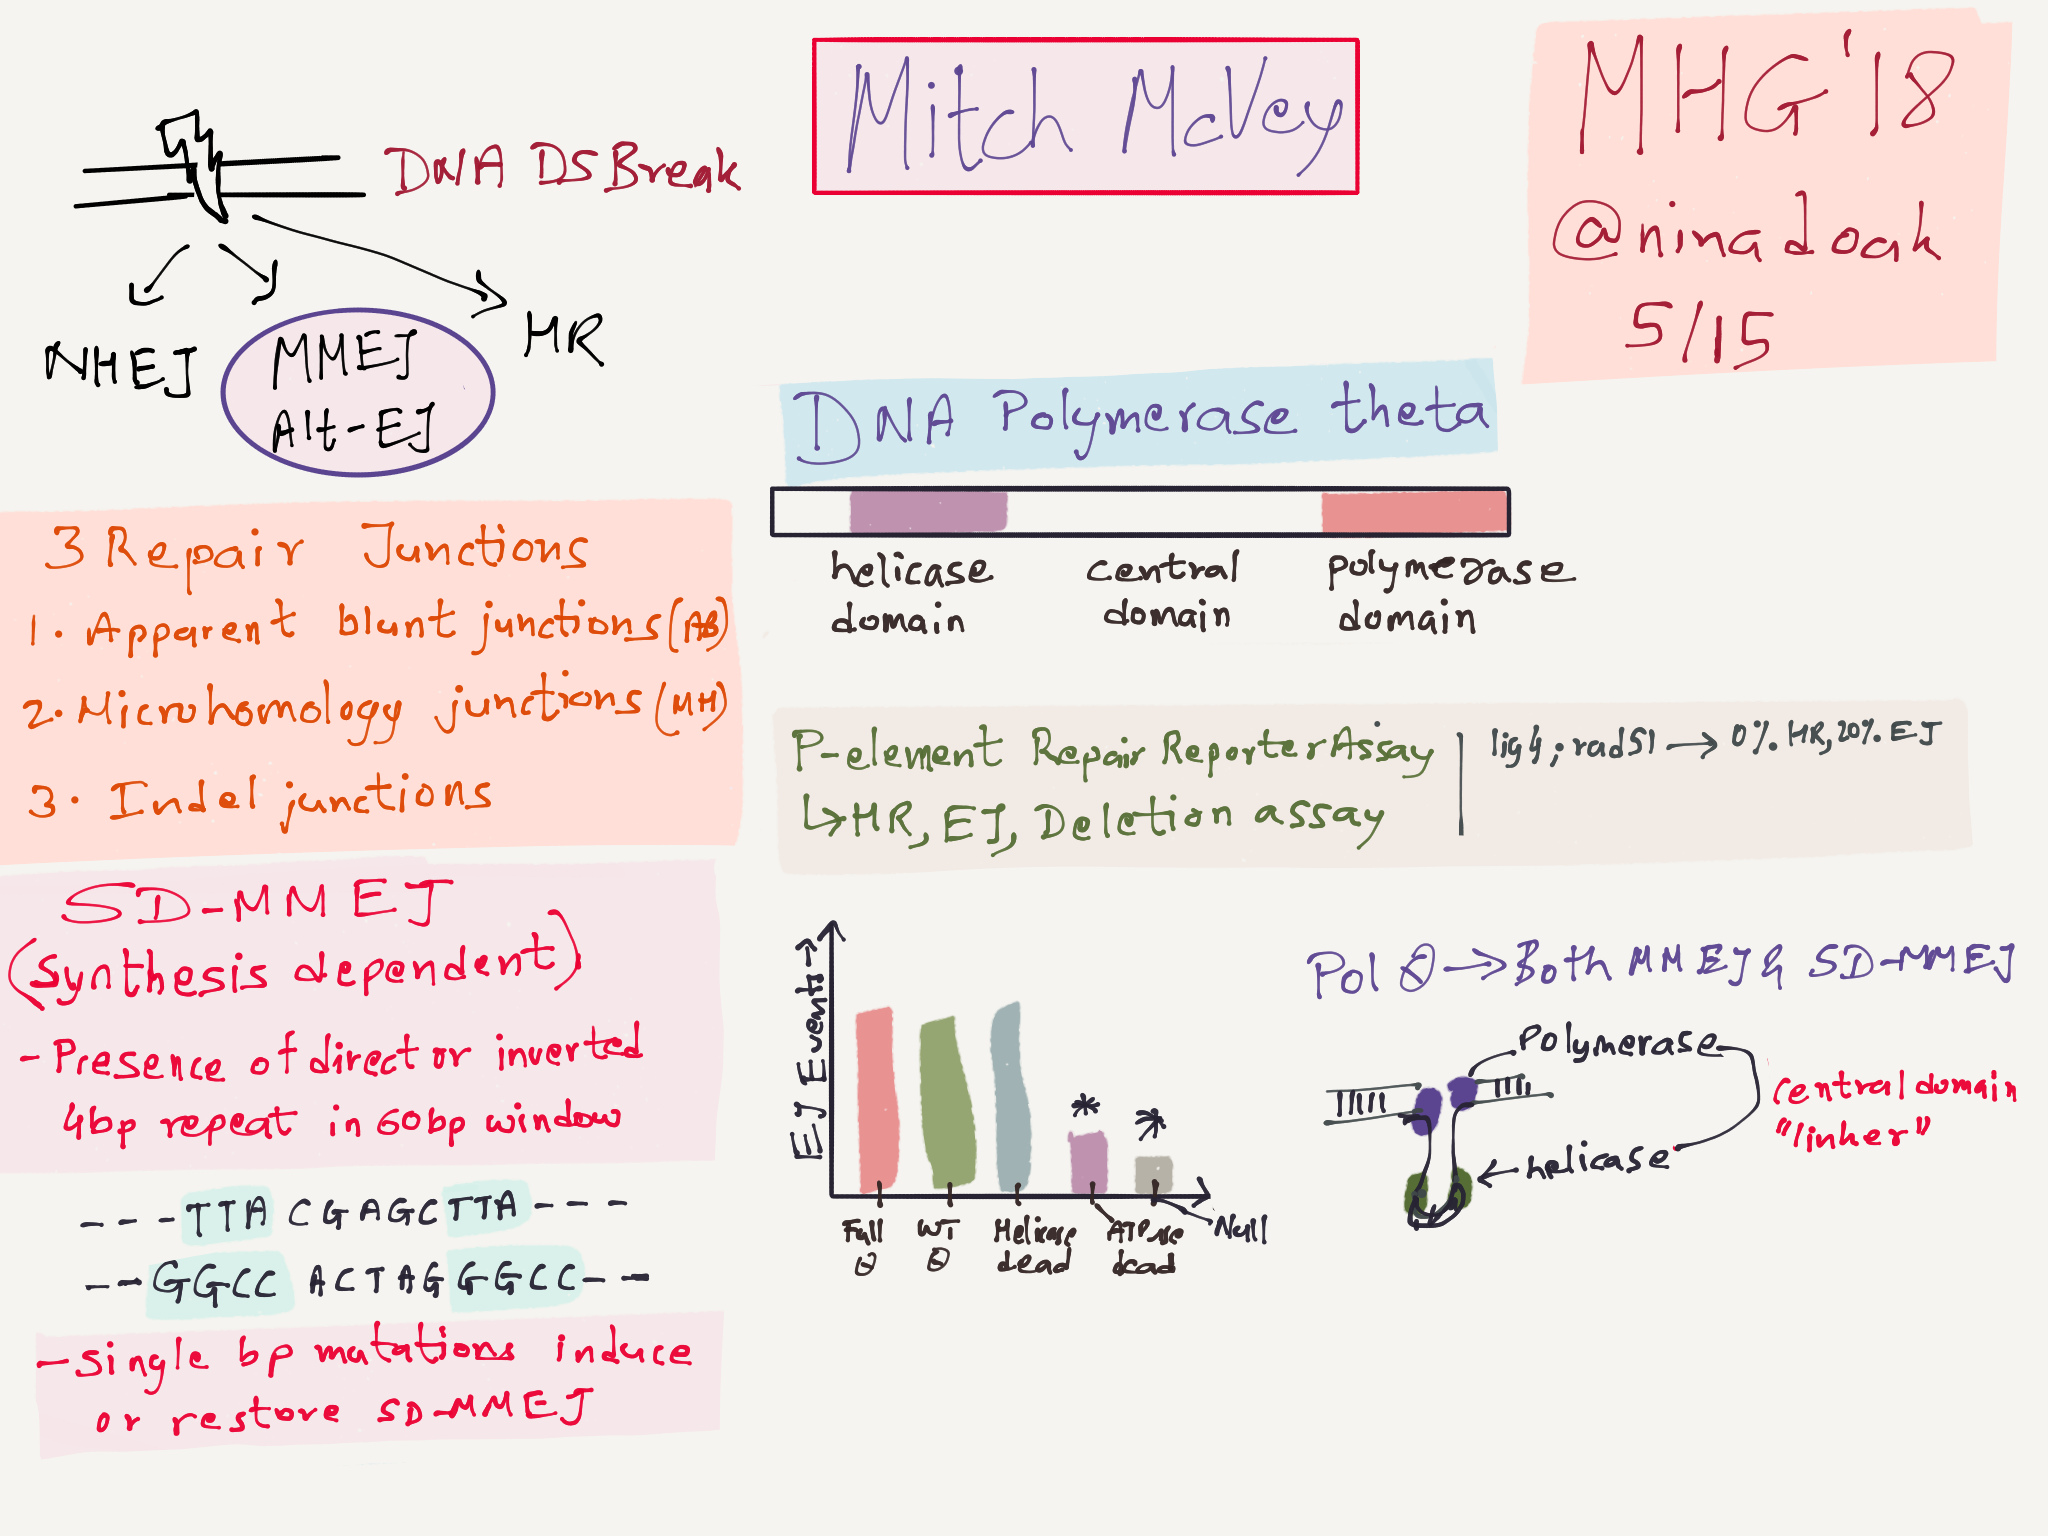 Mitch McVey
MHG '18
@ninadoak
5/15
DNA DS Break
NHEJ
MMEJ
Alt-EJ
HR
3 Repair Junctions
1. Apparent blunt junctions (AB)
2. Microhomology junctions (MH)
3. Indel junctions
SD-MMEJ
(synthesis dependent)
- Presence of direct or inverted
4bp repeat in 60bp window
---TTA CGAGC TTA---
--GGCC ACTAG GGCC--
- single bp mutations induce
or restore SD-MMEJ
DNA Polymerase theta
helicase
domain
central
domain
polymerase
domain
P-element Repair Reporter Assay
↳ HR, EJ, Deletion assay
lig4; rad51 → 0% HR, 20% EJ
EJ Events →
*
*
Full
θ
WT
θ
Helicase
dead
ATPase
dead
Null
Pol θ → Both MMEJ & SD-MMEJ
Polymerase
helicase
central domain
"linker"